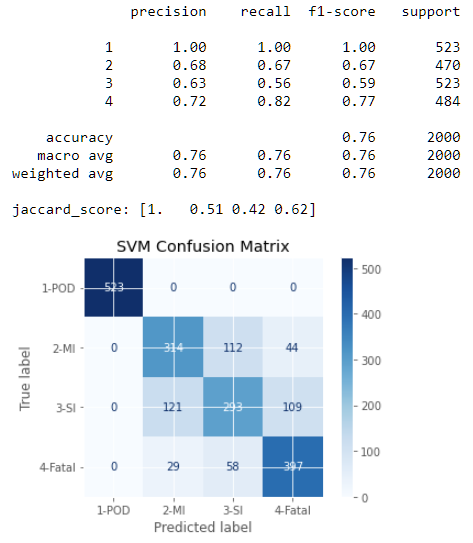 precision recall f1-score support
1 1.00 1.00 1.00 523
2 0.68 0.67 0.67 470
3 0.63 0.56 0.59 523
4 0.72 0.82 0.77 484
accuracy 0.76 2000
macro avg 0.76 0.76 0.76 2000
weighted avg 0.76 0.76 0.76 2000
jaccard_score: [1. 0.51 0.42 0.62]
SVM Confusion Matrix
500
1-POD 523 0 0 0
400
2-MI 0 314 112 44
300
True label
200
3-SI 0 121 293 109
100
4-Fatal 0 29 58 397
0
1-POD 2-MI 3-SI 4-Fatal
Predicted label